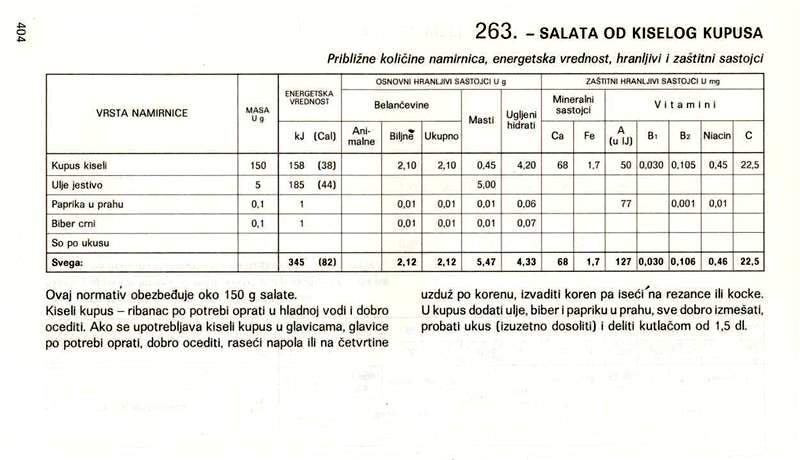 404
263. – SALATA OD KISELOG KUPUSA
Približne količine namirnica, energetska vrednost, hranljivi i zaštitni sastojci
VRSTA NAMIRNICE
MASA
U g
ENERGETSKA
VREDNOST
kJ (Cal)
OSNOVNI HRANLJIVI SASTOJCI U g
Belančevine
Ani-
malne
Biljne
Ukupno
Masti
Ugljeni
hidrati
ZAŠTITNI HRANLJIVI SASTOJCI U mg
Mineralni
sastojci
Ca Fe
Vitamini
A
(u IJ)
B1 B2 Niacin C
Kupus kiseli 150 158 (38) 2,10 2,10 0,45 4,20 68 1,7 50 0,030 0,105 0,45 22,5
Ulje jestivo 5 185 (44) 5,00
Paprika u prahu 0,1 1 0,01 0,01 0,01 0,06 77 0,001 0,01
Biber crni 0,1 1 0,01 0,01 0,01 0,07
So po ukusu
Svega: 345 (82) 2,12 2,12 5,47 4,33 68 1,7 127 0,030 0,106 0,46 22,5
Ovaj normativ obezbeđuje oko 150 g salate.
Kiseli kupus – ribanac po potrebi oprati u hladnoj vodi i dobro
ocediti. Ako se upotrebljava kiseli kupus u glavicama, glavice
po potrebi oprati, dobro ocediti, raseći napola ili na četvrtine
uzduž po korenu, izvaditi koren pa iseći na rezance ili kocke.
U kupus dodati ulje, biber i papriku u prahu, sve dobro izmešati,
probati ukus (izuzetno dosoliti) i deliti kutlačom od 1,5 dl.